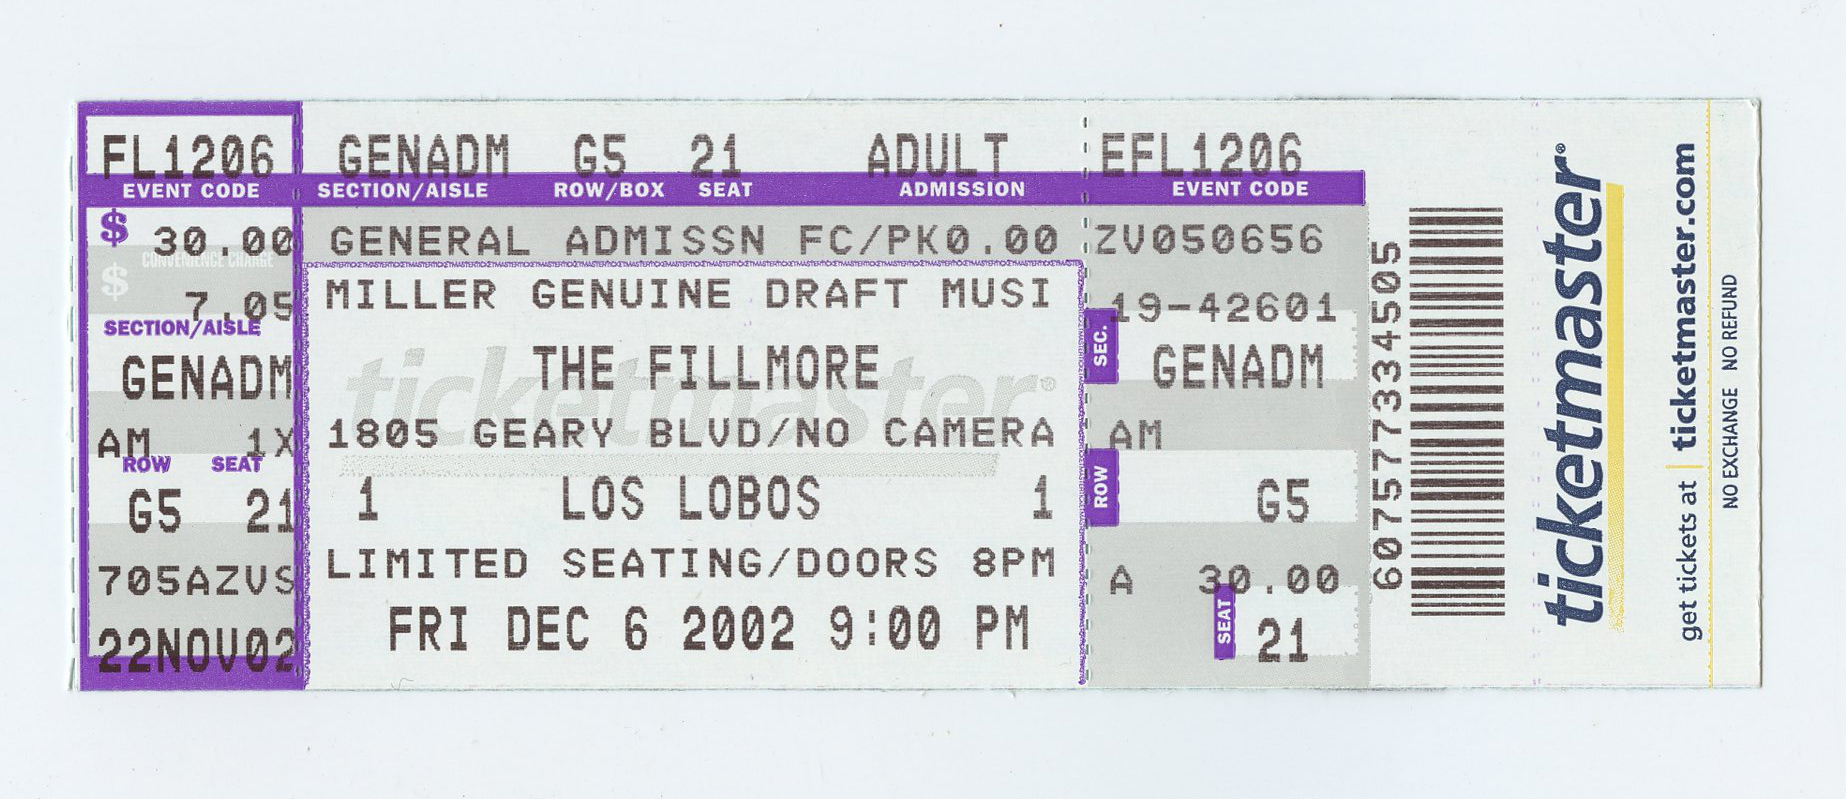 FL1206
EVENT CODE
$ 30.00
CONVENIENCE CHARGE
$ 7.05
SECTION/AISLE
GENADM
AM 1X
ROW SEAT
G5 21
705AZVS
22NOV02
GENADM G5 21 ADULT
SECTION/AISLE ROW/BOX SEAT ADMISSION
GENERAL ADMISSN FC/PK0.00
MILLER GENUINE DRAFT MUSI
THE FILLMORE
ticketmaster®
1805 GEARY BLVD/NO CAMERA
1 LOS LOBOS 1
LIMITED SEATING/DOORS 8PM
FRI DEC 6 2002 9:00 PM
EFL1206
EVENT CODE
ZV050656
19-42601
SEC. GENADM
AM
ROW G5
A 30.00
SEAT 21
607577334505
ticketmaster®
get tickets at | ticketmaster.com
NO EXCHANGE NO REFUND